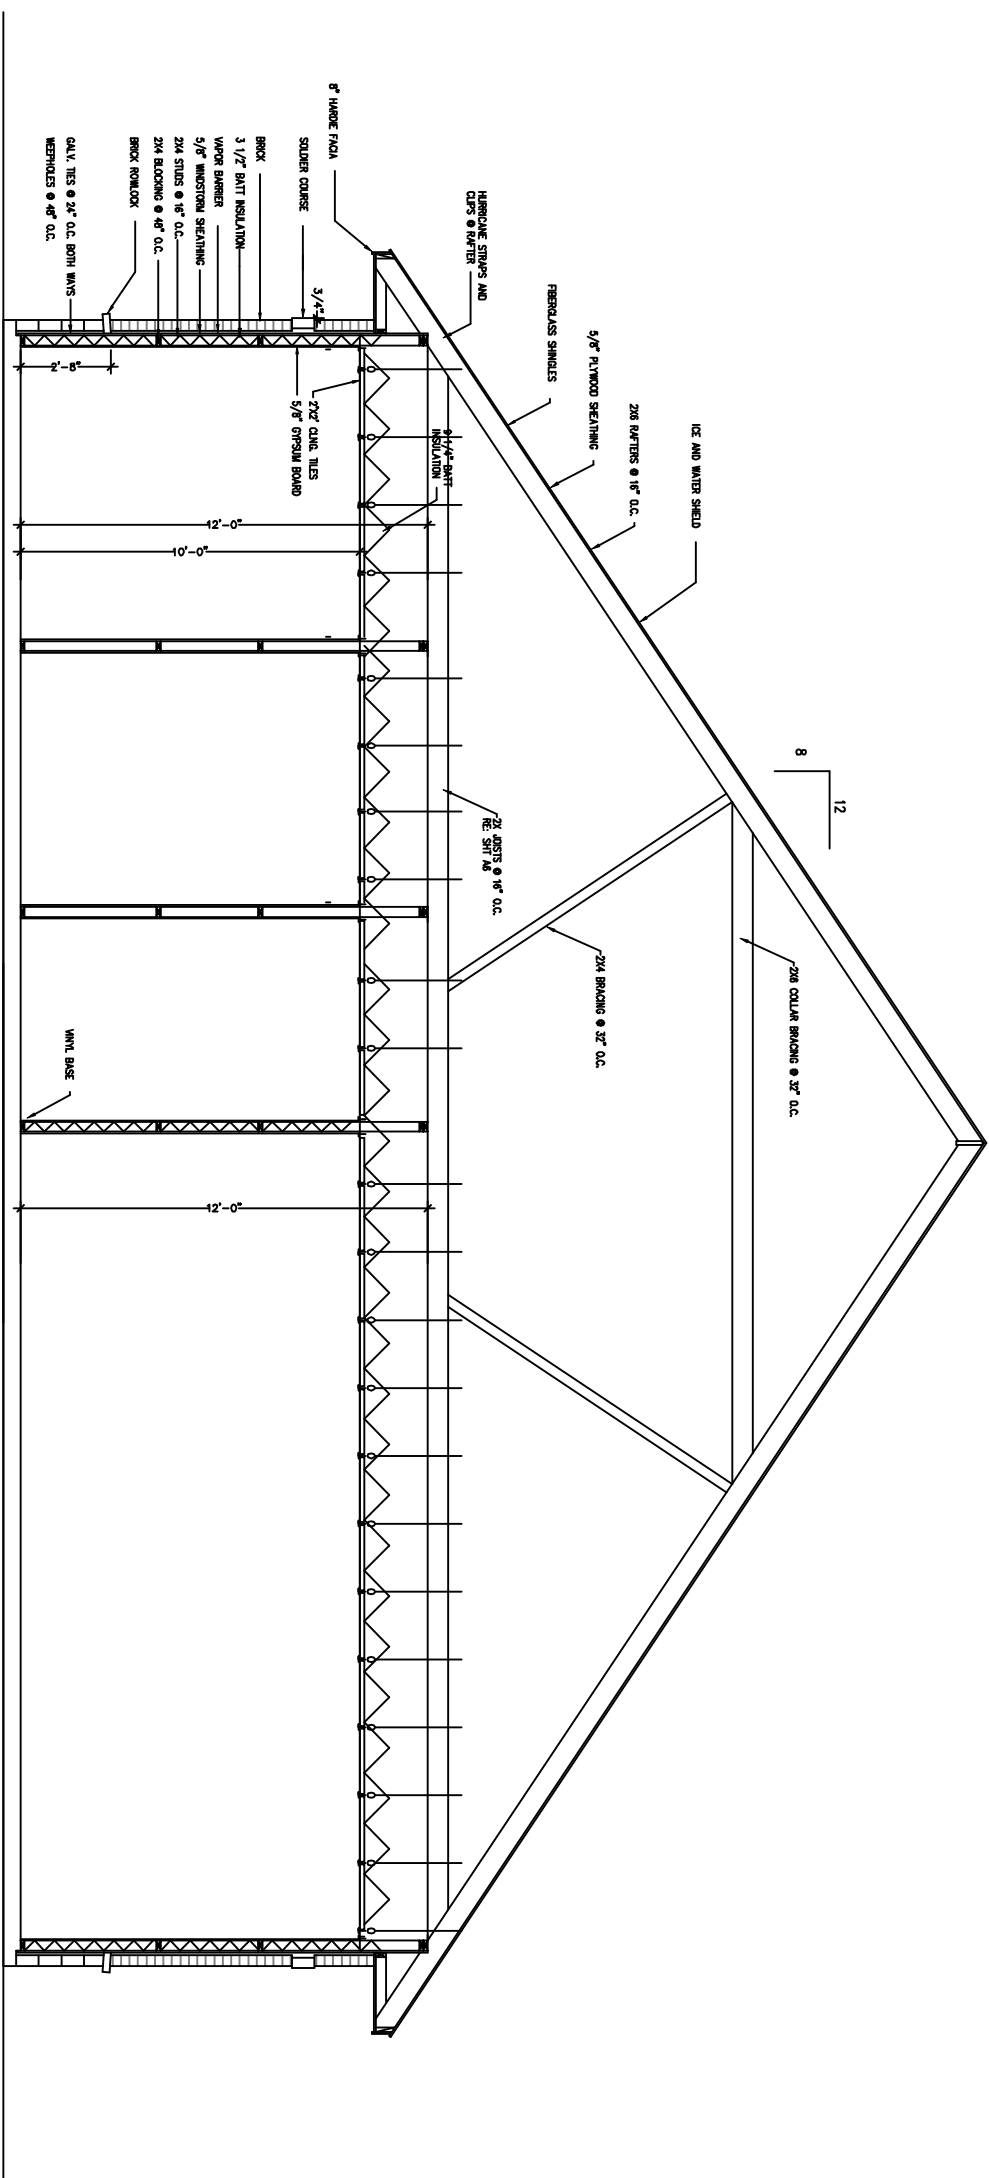 ICE AND WATER SHIELD
2X6 RAFTERS @ 16" O.C.
5/8" PLYWOOD SHEATHING
FIBERGLASS SHINGLES
HURRICANE STRAPS AND
CLIPS @ RAFTER
8" HARDIE FACIA
SOLDIER COURSE
3/4"
BRICK
3 1/2" BATT INSULATION
VAPOR BARRIER
5/8" WINDSTORM SHEATHING
2X4 STUDS @ 16" O.C.
2X4 BLOCKING @ 48" O.C.
BRICK ROWLOCK
GALV. TIES @ 24" O.C. BOTH WAYS
WEEPHOLES @ 48" O.C.
2'-8"
2'X2' CLNG. TILES
5/8" GYPSUM BOARD
9 1/4" BATT
INSULATION
12'-0"
10'-0"
8
12
2X JOISTS @ 16" O.C.
RE: SHT A6
2X4 BRACING @ 32" O.C.
2X6 COLLAR BRACING @ 32" O.C.
VINYL BASE
12'-0"